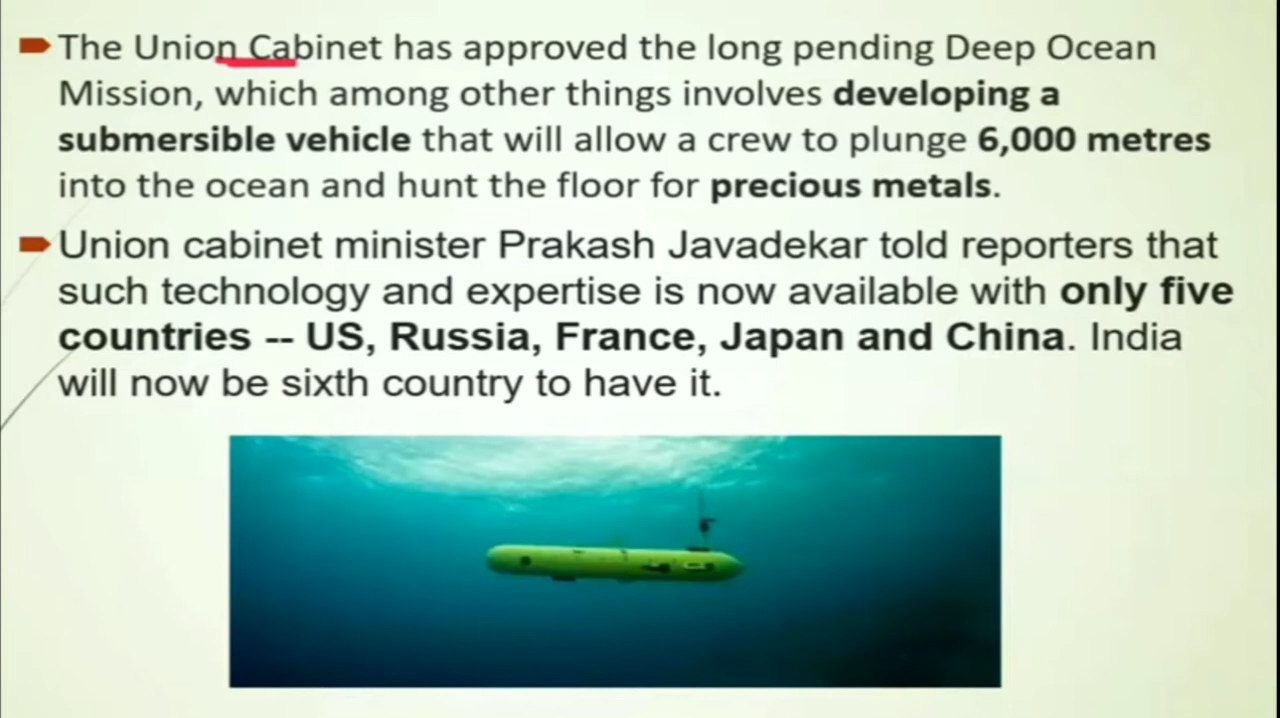 The Union Cabinet has approved the long pending Deep Ocean
Mission, which among other things involves developing a
submersible vehicle that will allow a crew to plunge 6,000 metres
into the ocean and hunt the floor for precious metals.
Union cabinet minister Prakash Javadekar told reporters that
such technology and expertise is now available with only five
countries -- US, Russia, France, Japan and China. India
will now be sixth country to have it.